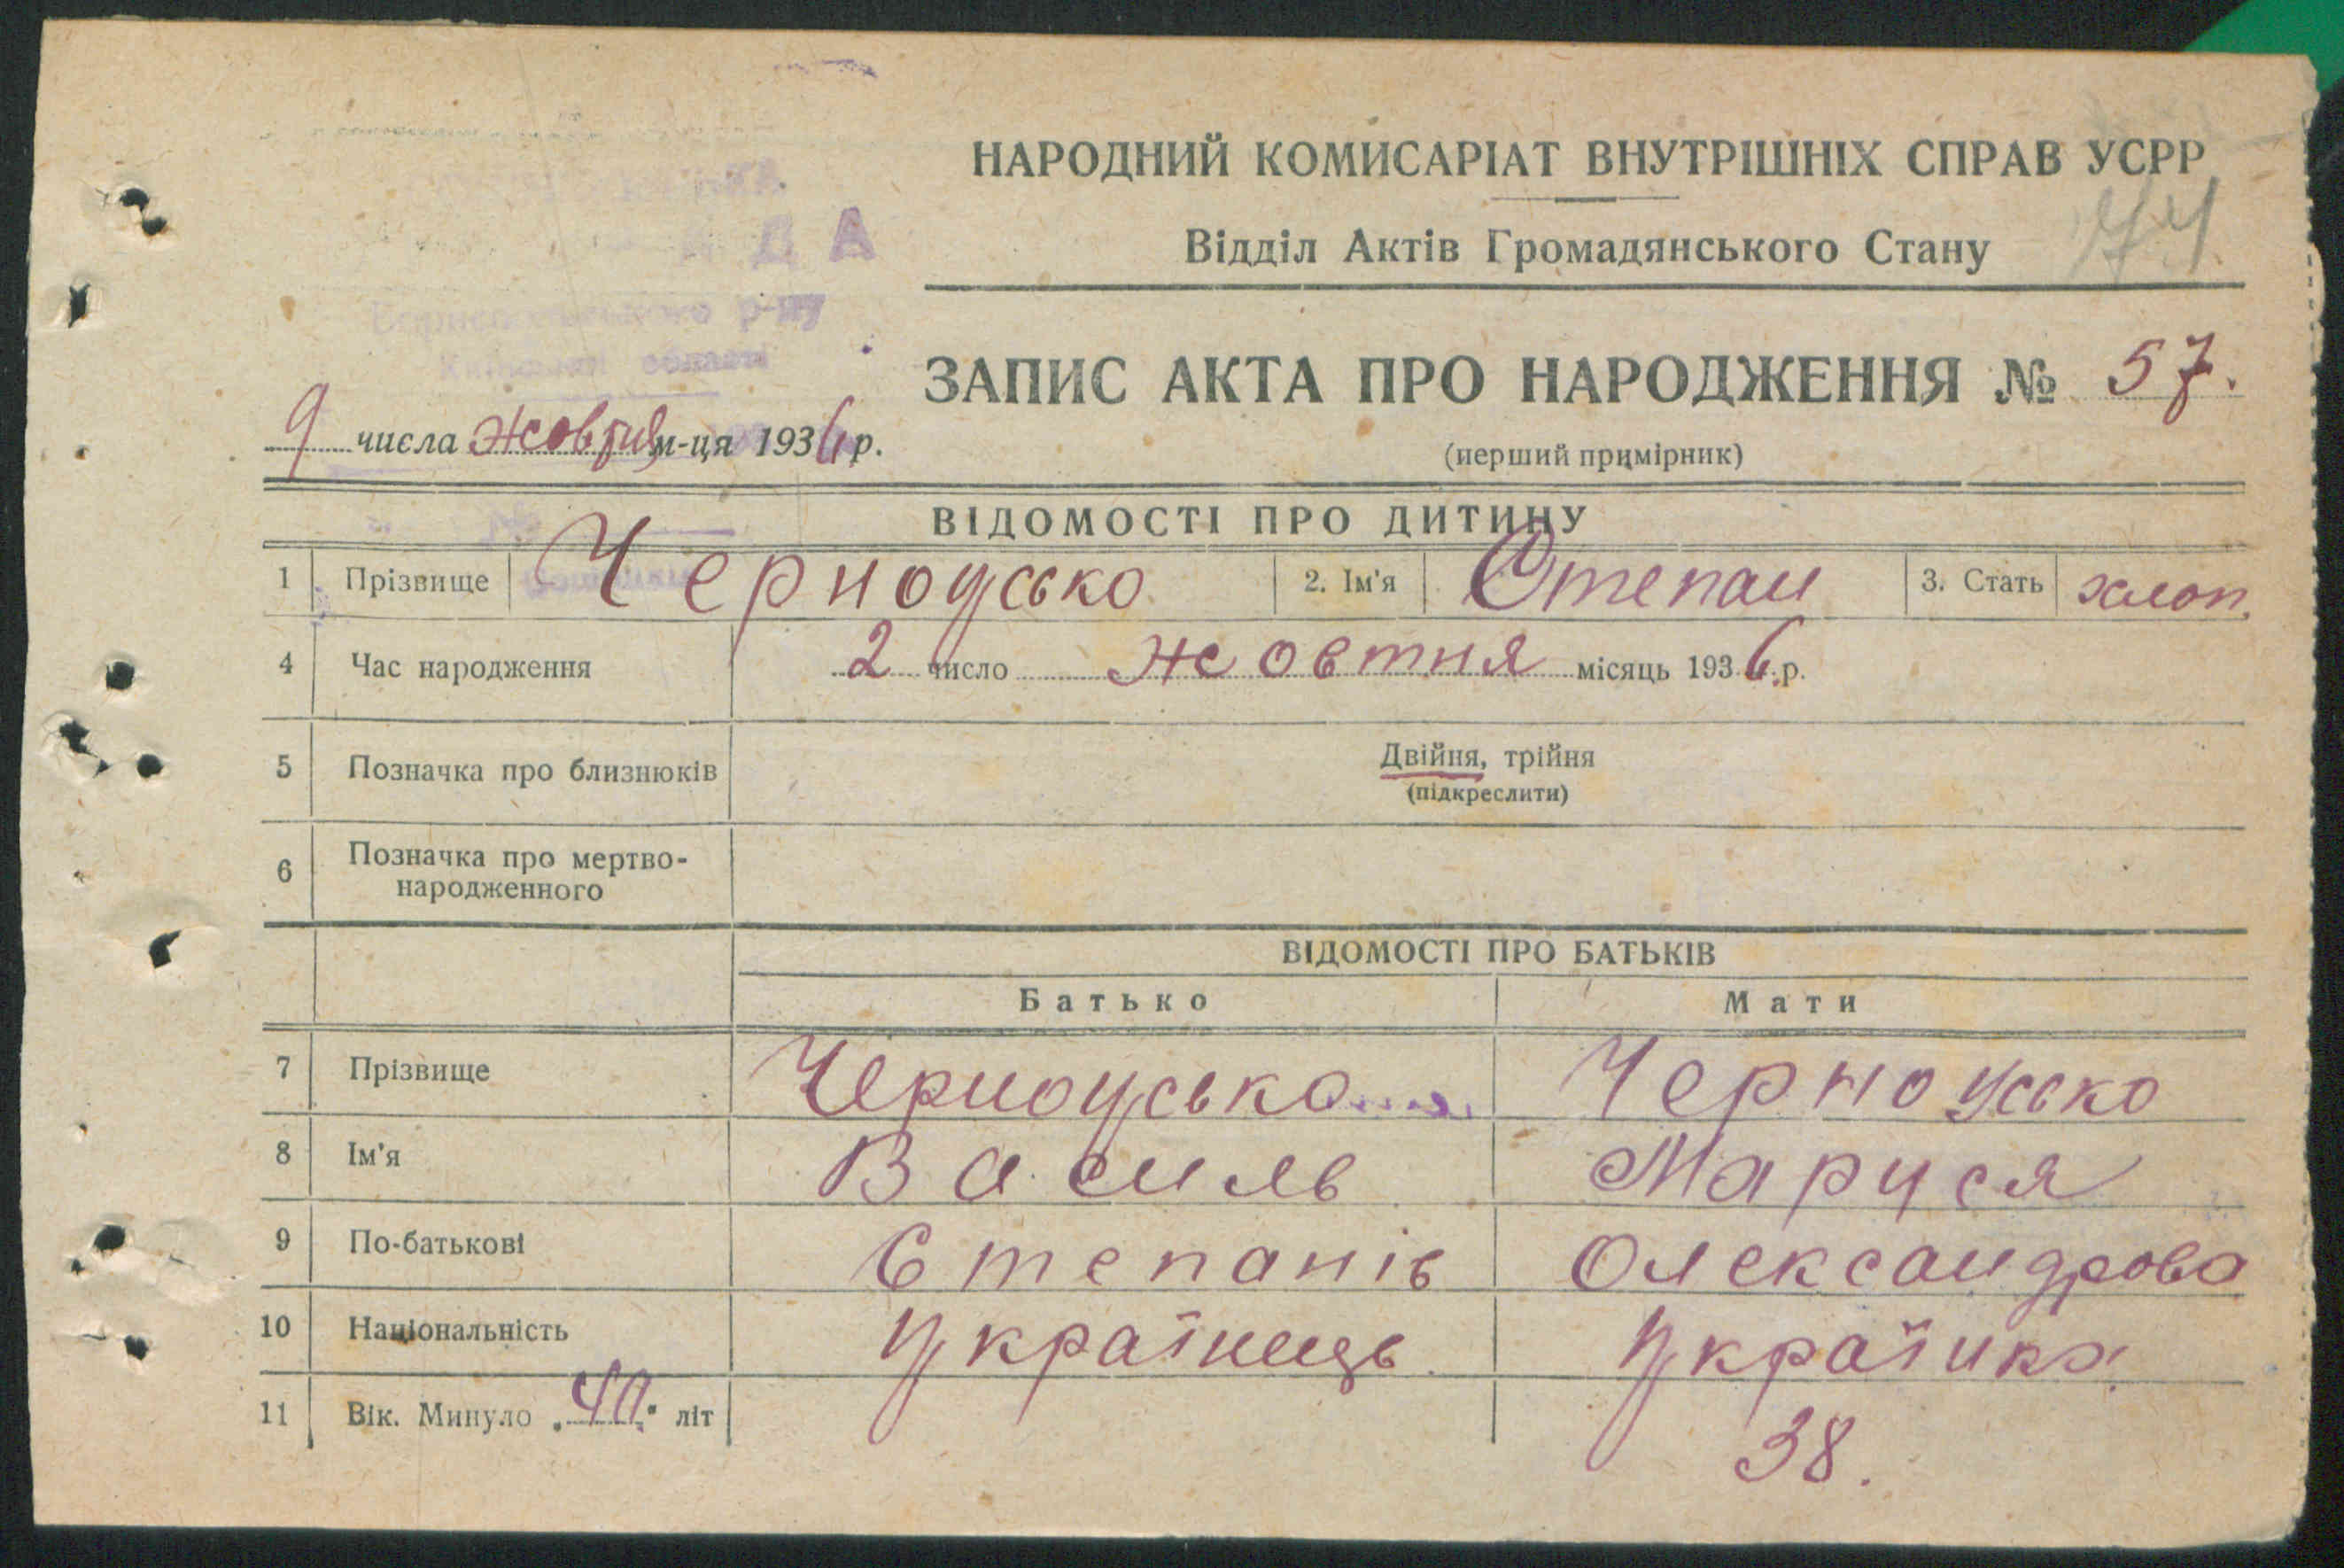 НАРОДНИЙ КОМИСАРІАТ ВНУТРІШНІХ СПРАВ УСРР
Відділ Актів Громадянського Стану
74
Д А
р-ну
області
ЗАПИС АКТА ПРО НАРОДЖЕННЯ № 57.
9 числа Жовтня м-ця 1936 р.
(перший примірник)
ВІДОМОСТІ ПРО ДИТИНУ
1 Прізвище Черноусько 2. Ім'я Степан 3. Стать хлоп.
4 Час народження 2 число Жовтня місяць 1936 р.
5 Позначка про близнюків Двійня, трійня
(підкреслити)
6 Позначка про мертво-
народженного
ВІДОМОСТІ ПРО БАТЬКІВ
Батько Мати
7 Прізвище Черноусько Черноусько
8 Ім'я Василь Маруся
9 По-батькові Степанів Олександрова
10 Національність Українець Українка
11 Вік. Минуло „40" літ 38.